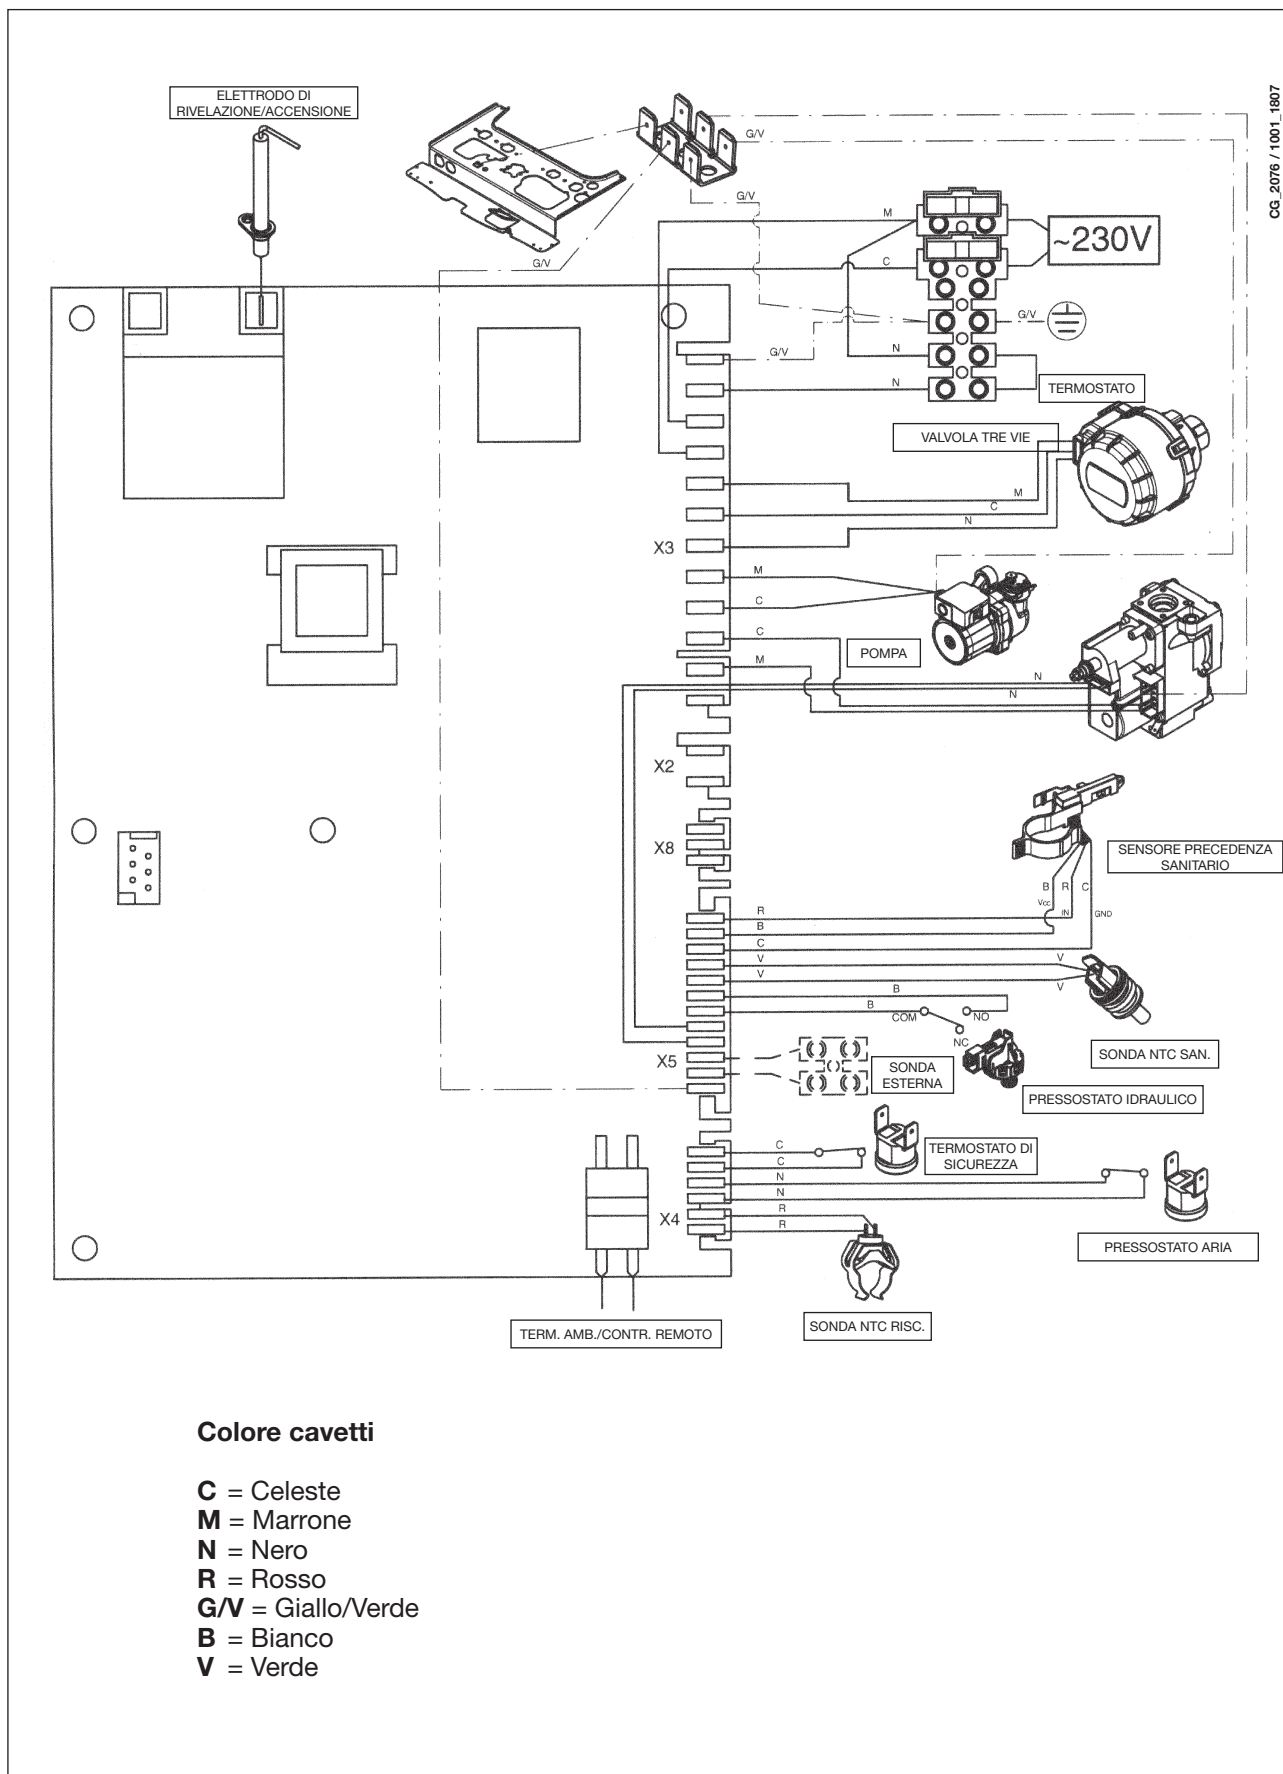 CG_2076 / 1001_1807
ELETTRODO DI
RIVELAZIONE/ACCENSIONE
G/V
G/V
M
~230V
C
G/V
G/V
G/V
N
N
TERMOSTATO
VALVOLA TRE VIE
M
C
N
X3
M
C
POMPA
C
M
N
N
X2
X8
SENSORE PRECEDENZA
SANITARIO
B R C
Vcc
IN
GND
R
B
C
V
V
V
V
B
B
COM
NO
NC
X5
SONDA
ESTERNA
SONDA NTC SAN.
PRESSOSTATO IDRAULICO
C
C
TERMOSTATO DI
SICUREZZA
N
N
X4
R
R
PRESSOSTATO ARIA
SONDA NTC RISC.
TERM. AMB./CONTR. REMOTO
Colore cavetti
C = Celeste
M = Marrone
N = Nero
R = Rosso
G/V = Giallo/Verde
B = Bianco
V = Verde